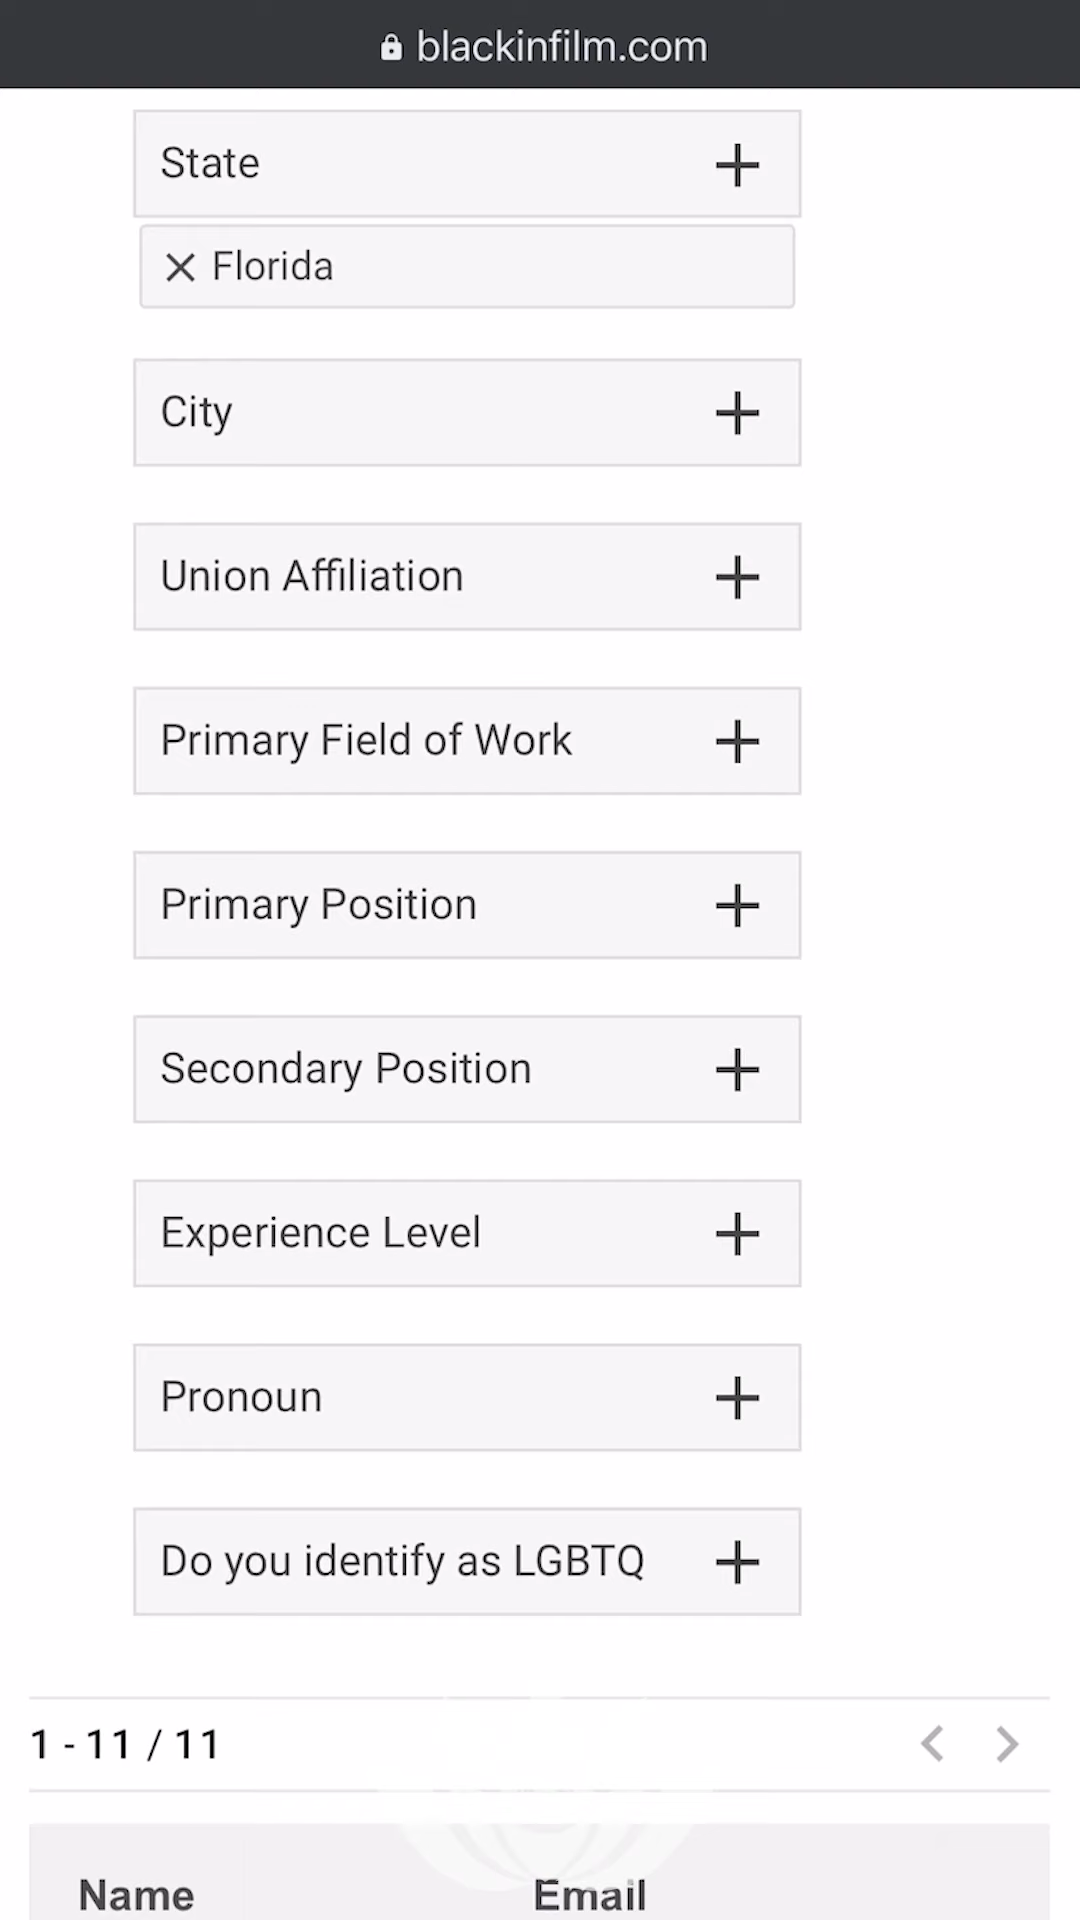 blackinfilm.com
State
Florida
City
Union Affiliation
Primary Field of Work
Primary Position
Secondary Position
Experience Level
Pronoun
Do you identify as LGBTQ
1 - 11 / 11
Name Email